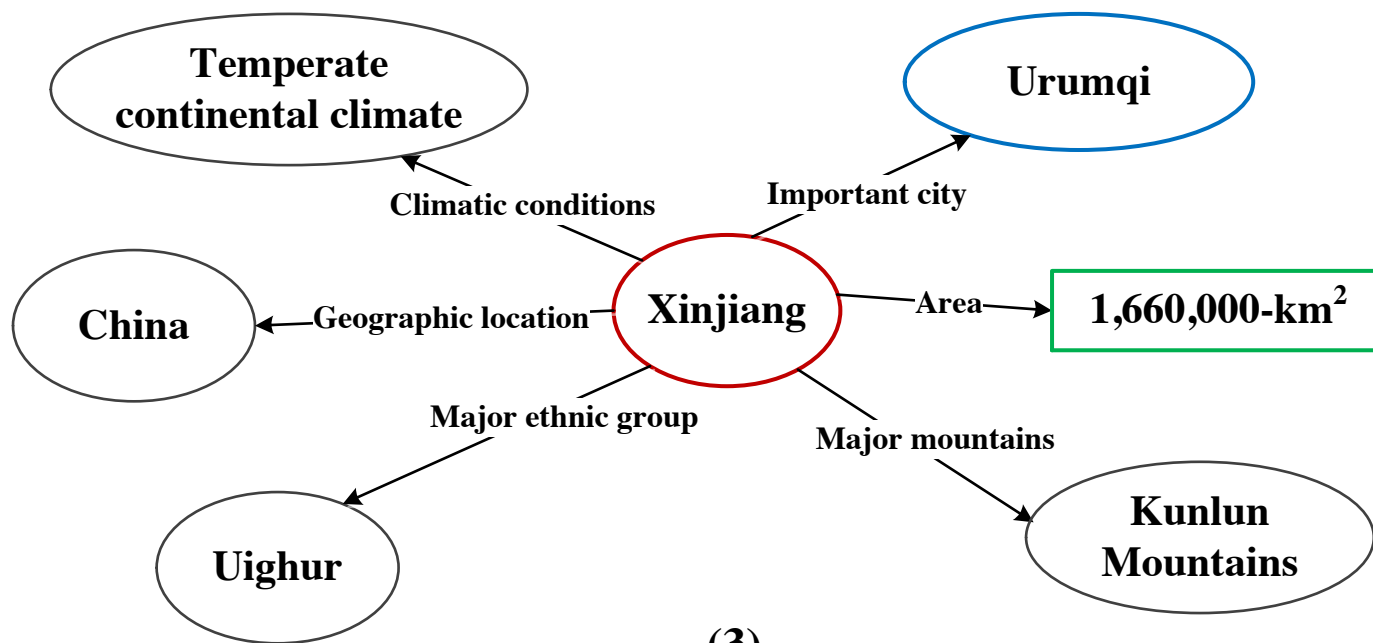 Temperate
continental climate
Urumqi
Climatic conditions
Important city
China
Geographic location
Xinjiang
Area
1,660,000-km²
Major ethnic group
Major mountains
Uighur
Kunlun
Mountains
(3)